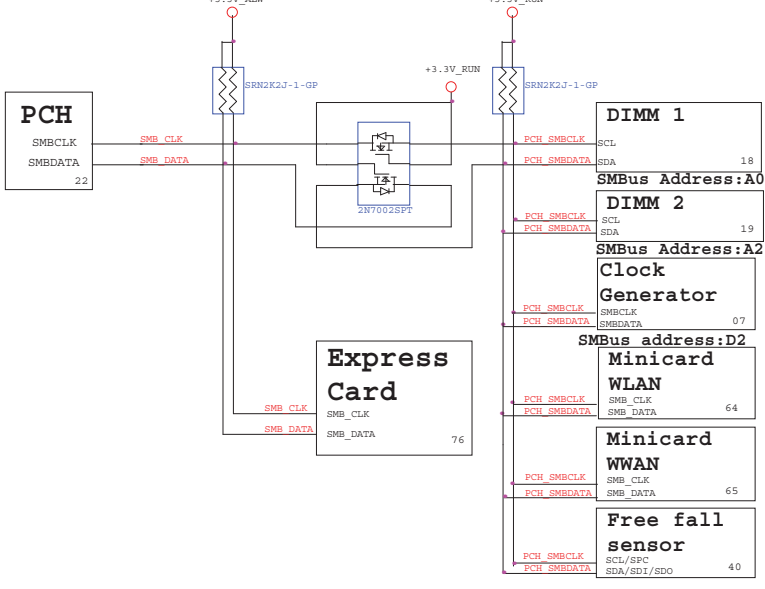 +3.3V_RUN
SRN2K2J-1-GP
SRN2K2J-1-GP
PCH
SMBCLK
SMBDATA
22
SMB_CLK
SMB_DATA
2N7002SPT
DIMM 1
PCH_SMBCLK
SCL
PCH_SMBDATA
SDA
18
SMBus Address:A0
DIMM 2
PCH_SMBCLK
SCL
PCH_SMBDATA
SDA
19
SMBus Address:A2
Clock
Generator
PCH_SMBCLK
SMBCLK
PCH_SMBDATA
SMBDATA
07
SMBus address:D2
Minicard
WLAN
PCH_SMBCLK
SMB_CLK
PCH_SMBDATA
SMB_DATA
64
Express
Card
SMB_CLK
SMB_CLK
SMB_DATA
SMB_DATA
76
Minicard
WWAN
PCH_SMBCLK
SMB_CLK
PCH_SMBDATA
SMB_DATA
65
Free fall
sensor
PCH_SMBCLK
SCL/SPC
PCH_SMBDATA
SDA/SDI/SDO
40